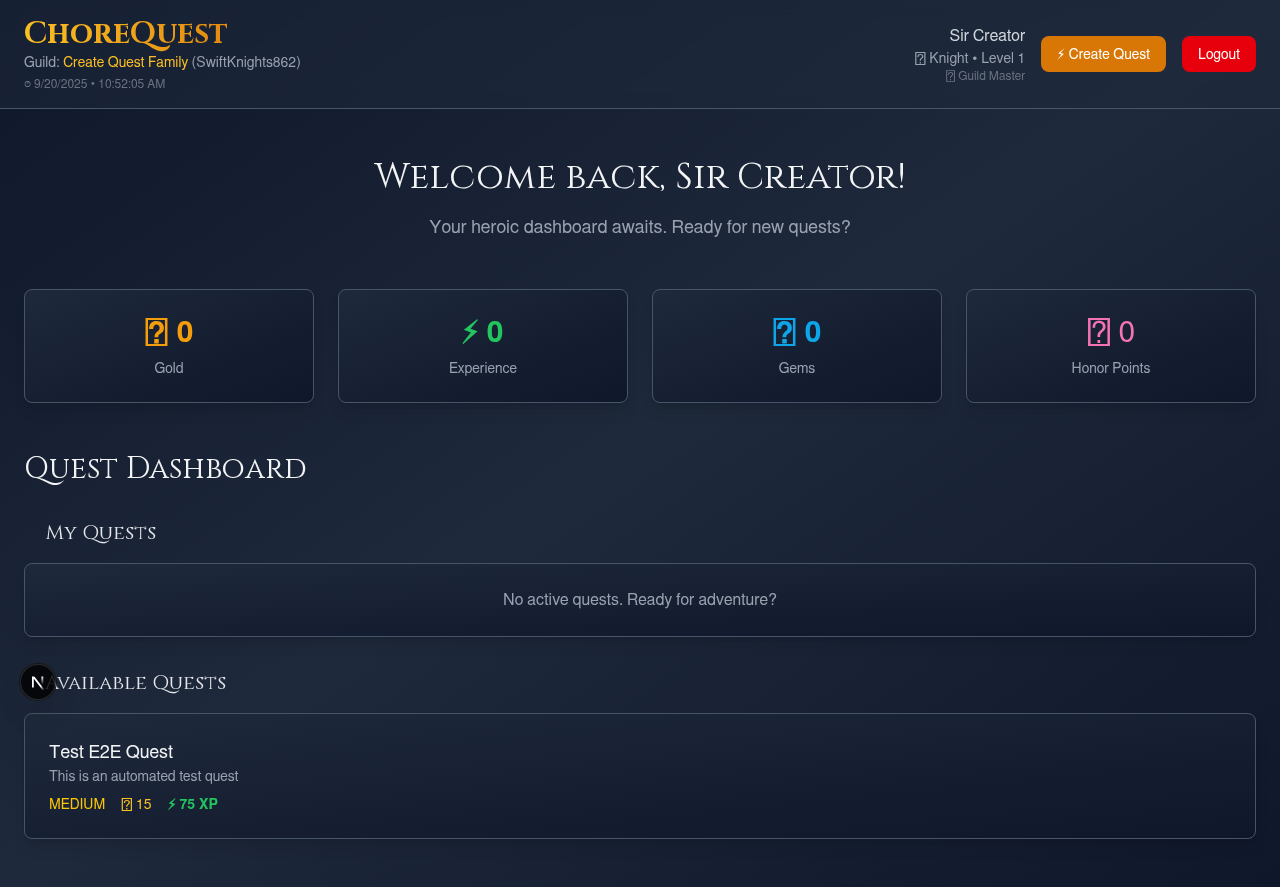 ChoreQuest
Guild: Create Quest Family (SwiftKnights862)
9/20/2025 • 10:52:05 AM
Sir Creator
Knight • Level 1
Guild Master
⚡ Create Quest
Logout
Welcome back, Sir Creator!
Your heroic dashboard awaits. Ready for new quests?
0
Gold
⚡ 0
Experience
0
Gems
0
Honor Points
Quest Dashboard
My Quests
No active quests. Ready for adventure?
N
Available Quests
Test E2E Quest
This is an automated test quest
MEDIUM 15 ⚡ 75 XP